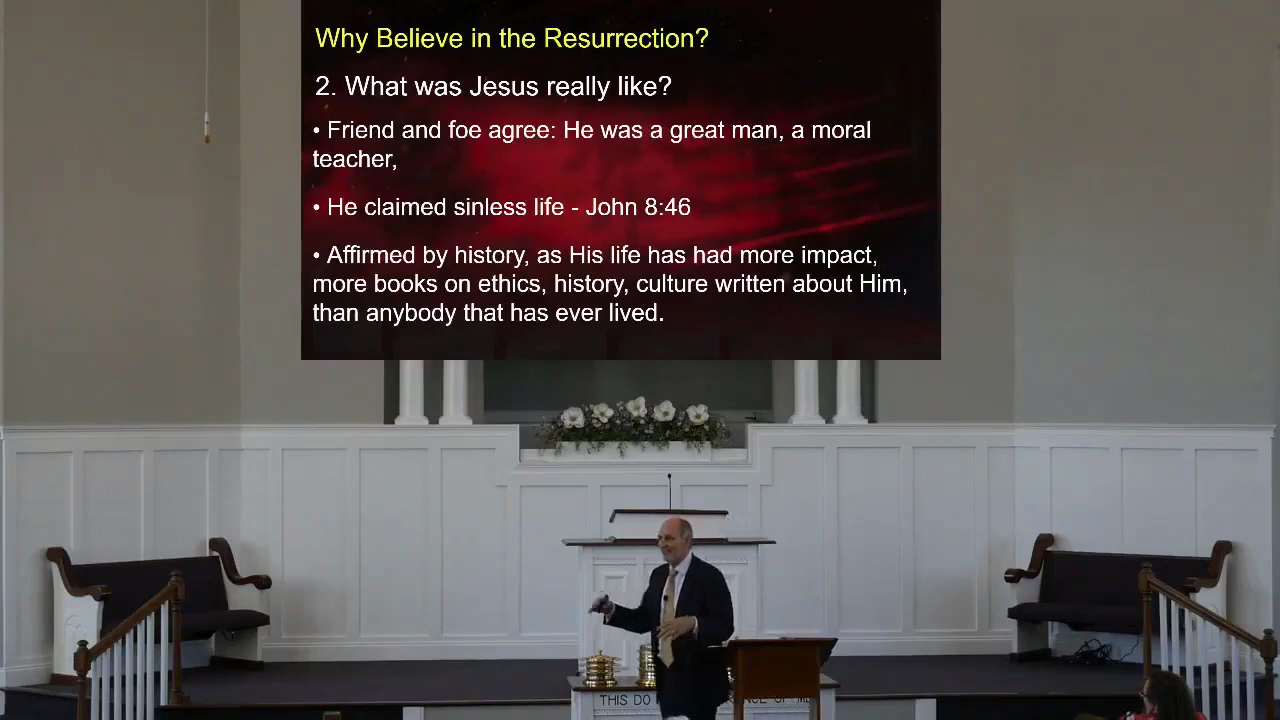 Why Believe in the Resurrection?
2. What was Jesus really like?
• Friend and foe agree: He was a great man, a moral
teacher,
• He claimed sinless life - John 8:46
• Affirmed by history, as His life has had more impact,
more books on ethics, history, culture written about Him,
than anybody that has ever lived.
THIS DO
OF